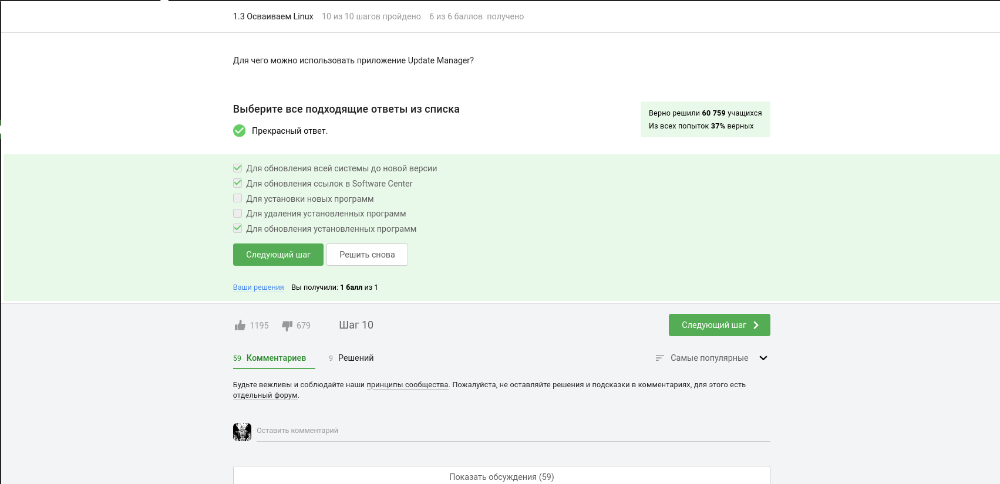 1.3 Осваиваем Linux 10 из 10 шагов пройдено 6 из 6 баллов получено
Для чего можно использовать приложение Update Manager?
Выберите все подходящие ответы из списка
Прекрасный ответ.
Верно решили 60 759 учащихся
Из всех попыток 37% верных
Для обновления всей системы до новой версии
Для обновления ссылок в Software Center
Для установки новых программ
Для удаления установленных программ
Для обновления установленных программ
Следующий шаг Решить снова
Ваши решения Вы получили: 1 балл из 1
1195 679 Шаг 10 Следующий шаг
59 Комментариев 9 Решений Самые популярные
Будьте вежливы и соблюдайте наши принципы сообщества. Пожалуйста, не оставляйте решения и подсказки в комментариях, для этого есть
отдельный форум.
Оставить комментарий
Показать обсуждения (59)